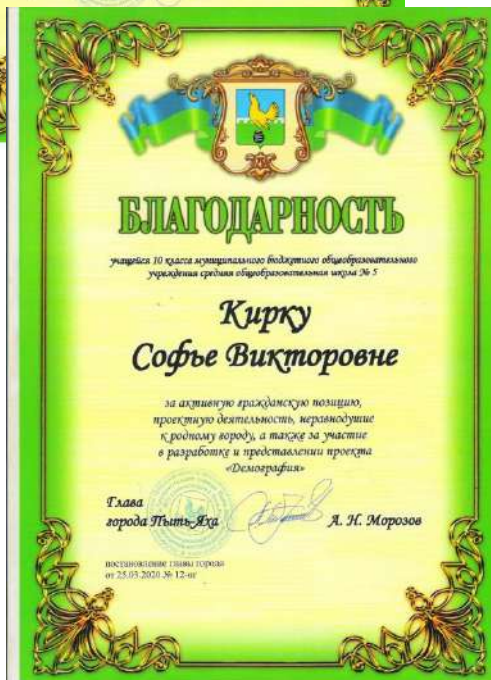 БЛАГОДАРНОСТЬ
учащейся 10 класса муниципального бюджетного общеобразовательного
учреждения средняя общеобразовательная школа № 5
Кирку
Софье Викторовне
за активную гражданскую позицию,
проектную деятельность, неравнодушие
к родному городу, а также за участие
в разработке и представлении проекта
«Демография»
Глава
города Пыть-Яха А. Н. Морозов
постановление главы города
от 25.03.2020 № 12-пг